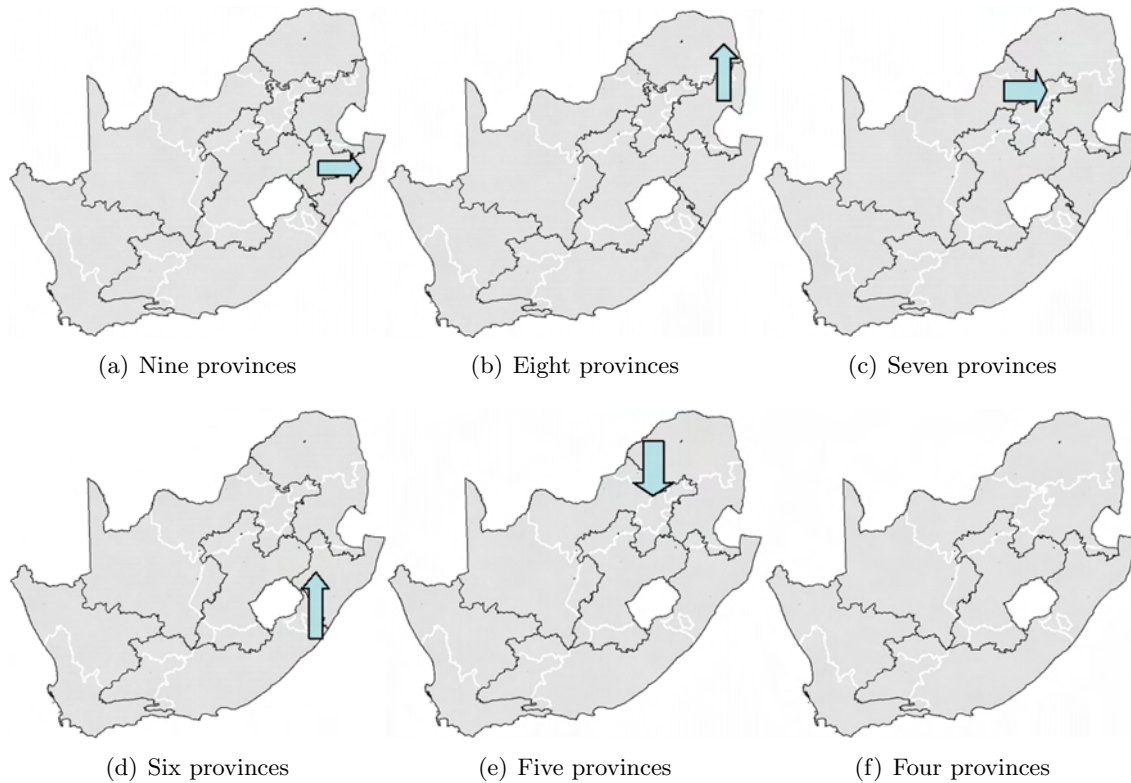 (a) Nine provinces
(b) Eight provinces
(c) Seven provinces
(d) Six provinces
(e) Five provinces
(f) Four provinces